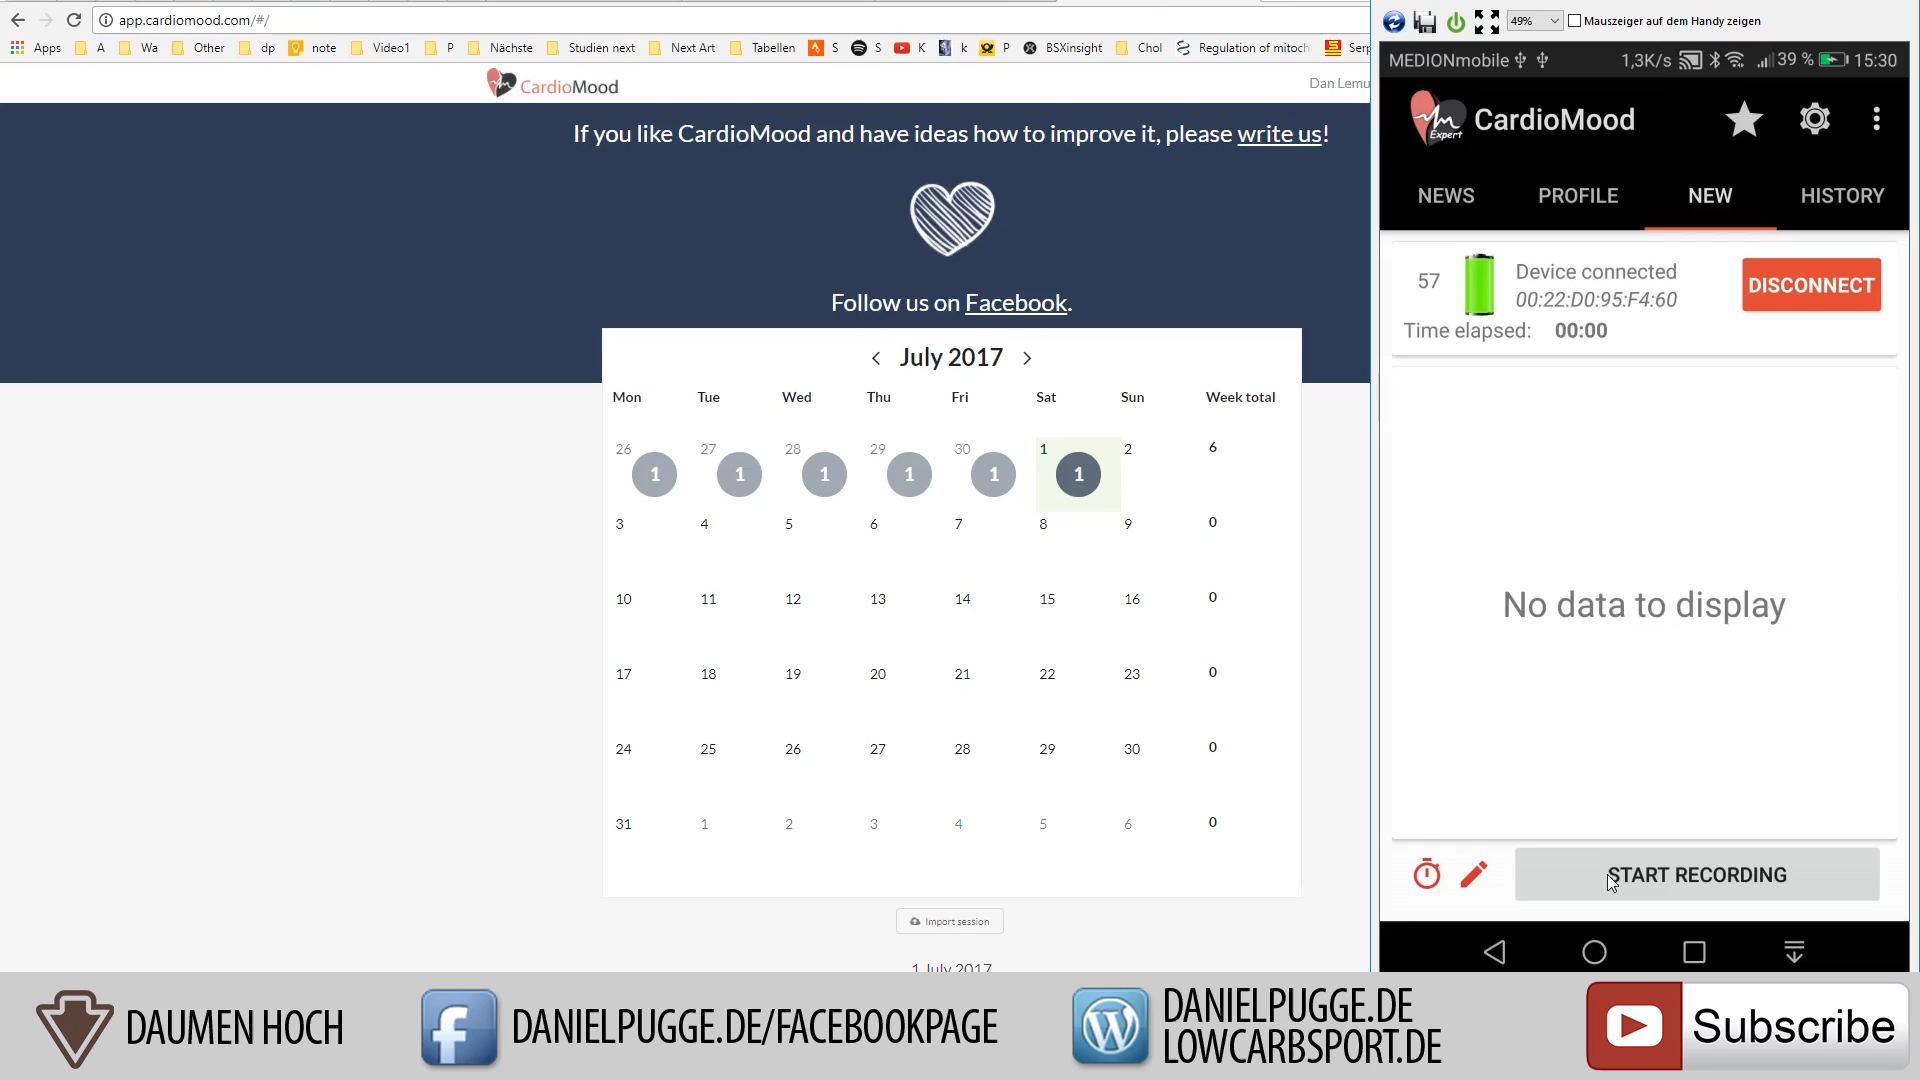 app.cardiomood.com/#/
Apps A Wa Other dp note Video1 P Nächste Studien next Next Art Tabellen S S K k P BSXinsight Chol Regulation of mitoch Serp
CardioMood
Dan Lemu
If you like CardioMood and have ideas how to improve it, please write us!
Follow us on Facebook.
July 2017
Mon Tue Wed Thu Fri Sat Sun Week total
26 27 28 29 30 1 2 6
1 1 1 1 1 1
3 4 5 6 7 8 9 0
10 11 12 13 14 15 16 0
17 18 19 20 21 22 23 0
24 25 26 27 28 29 30 0
31 1 2 3 4 5 6 0
Import session
1 July 2017
49% Mauszeiger auf dem Handy zeigen
MEDIONmobile 1,3K/s 39 % 15:30
Expert CardioMood
NEWS PROFILE NEW HISTORY
57 Device connected
00:22:D0:95:F4:60
DISCONNECT
Time elapsed: 00:00
No data to display
START RECORDING
DAUMEN HOCH
DANIELPUGGE.DE/FACEBOOKPAGE
DANIELPUGGE.DE
LOWCARBSPORT.DE
Subscribe